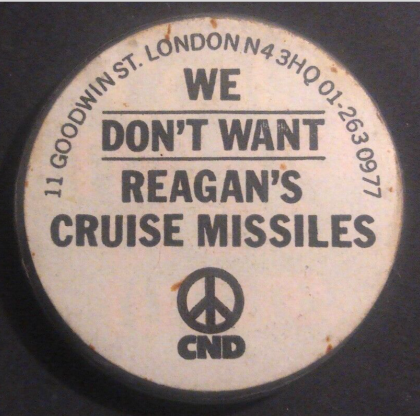 11 GOODWIN ST. LONDON N4 3HQ 01-263 0977
WE
DON'T WANT
REAGAN'S
CRUISE MISSILES
CND